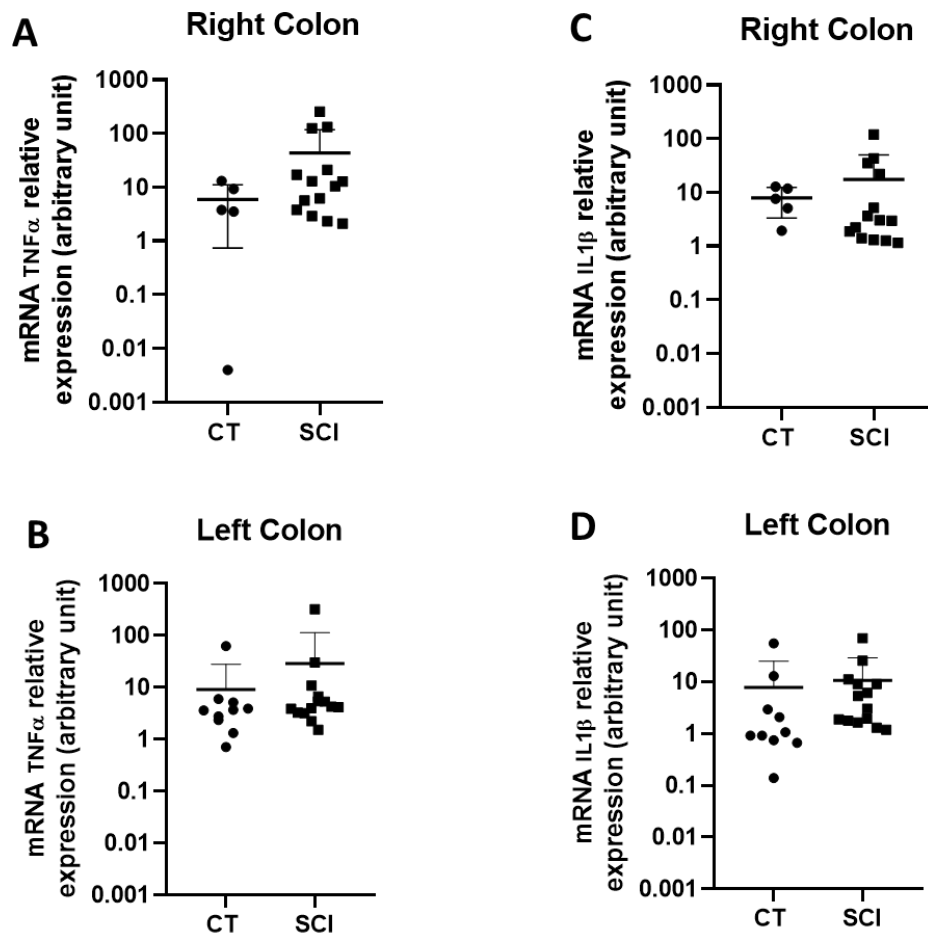 A
Right Colon
mRNA TNFα relative
expression (arbitrary unit)
1000
100
10
1
0.1
0.01
0.001
CT
SCI
C
Right Colon
mRNA IL1β relative
expression (arbitrary unit)
1000
100
10
1
0.1
0.01
0.001
CT
SCI
B
Left Colon
mRNA TNFα relative
expression (arbitrary unit)
1000
100
10
1
0.1
0.01
0.001
CT
SCI
D
Left Colon
mRNA IL1β relative
expression (arbitrary unit)
1000
100
10
1
0.1
0.01
0.001
CT
SCI